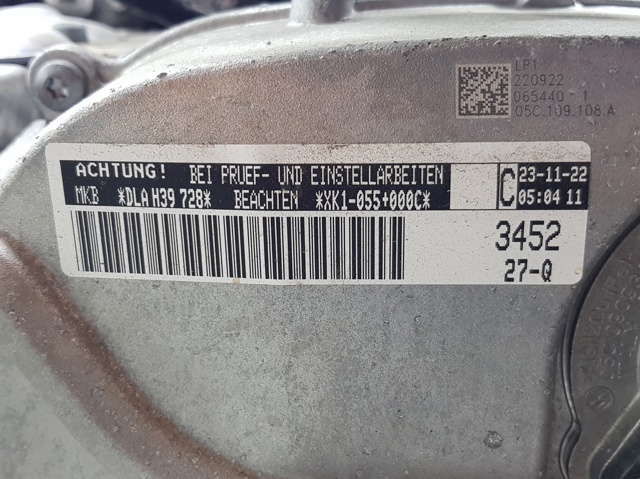 LP1
220922
065440 1
05C.109.108.A
ACHTUNG! BEI PRUEF- UND EINSTELLARBEITEN
MKB *DLA H39 728* BEACHTEN *XK1-055+000C*
C 23-11-22
05:04 11
3452
27-Q